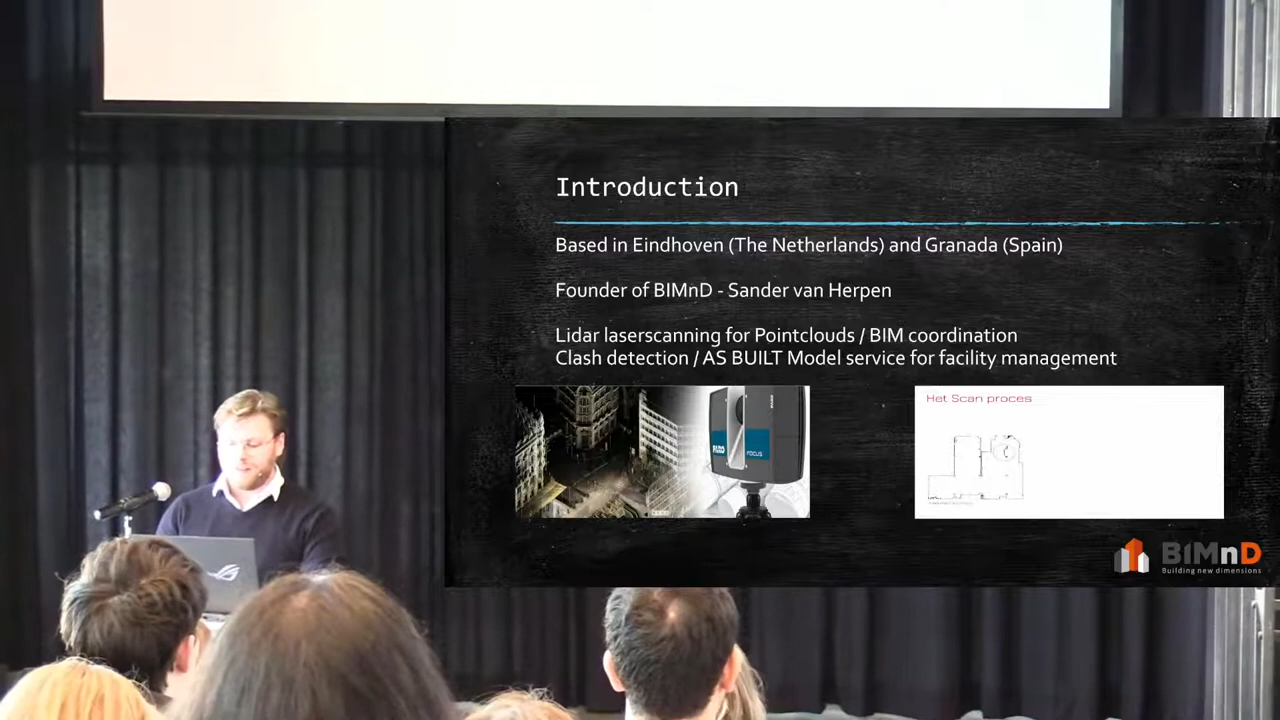 Introduction
Based in Eindhoven (The Netherlands) and Granada (Spain)
Founder of BIMnD - Sander van Herpen
Lidar laserscanning for Pointclouds / BIM coordination
Clash detection / AS BUILT Model service for facility management
FARO
FOCUS
Het Scan proces
BIMnD
Building new dimensions